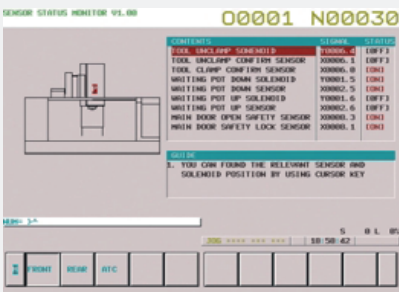 SENSOR STATUS MONITOR V1.00
O0001 N00030
CONTENTS SIGNAL STATUS
TOOL UNCLAMP SONENOID Y0006.4 [OFF]
TOOL UNCLAMP CONFIRM SENSOR X0006.1 [OFF]
TOOL CLAMP CONFIRM SENSOR X0006.0 [ON]
WAITING POT DOWN SOLENOID Y0001.5 [ON]
WAITING POT DOWN SENSOR X0002.5 [ON]
WAITING POT UP SOLENOID Y0001.6 [OFF]
WAITING POT UP SENSOR X0002.6 [OFF]
MAIN DOOR OPEN SAFETY SENSOR X0000.3 [ON]
MAIN DOOR SAFETY LOCK SENSOR X0000.1 [ON]
GUIDE
1. YOU CAN FOUND THE RELEVANT SENSOR AND
SOLENOID POSITION BY USING CURSOR KEY
NUM= >^
S 0 L 0%
JOG **** *** *** 10:58:42
FRONT REAR ATC